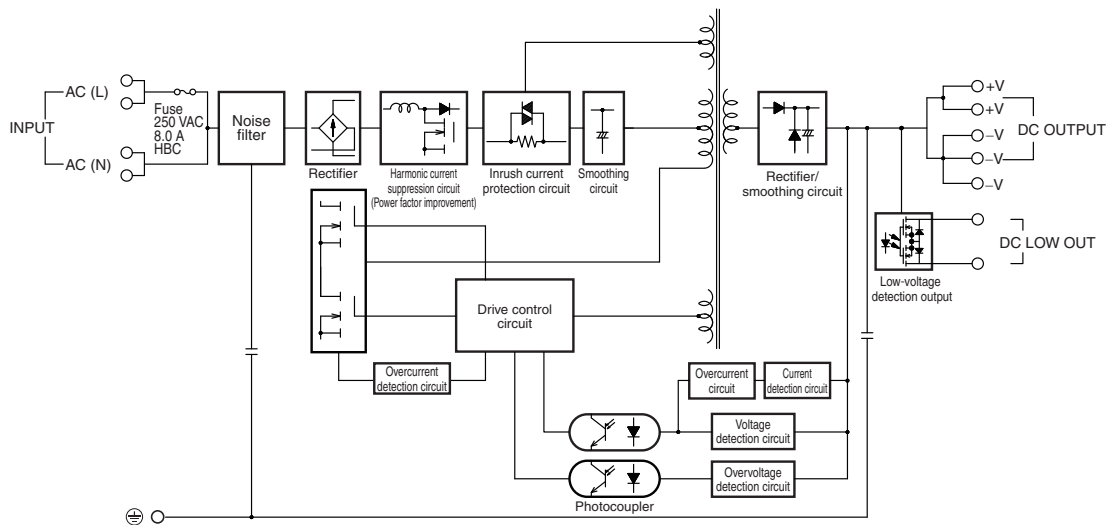 INPUT
AC (L)
AC (N)
Fuse
250 VAC
8.0 A
HBC
Noise
filter
Rectifier
Harmonic current
suppression circuit
(Power factor improvement)
Inrush current
protection circuit
Smoothing
circuit
Rectifier/
smoothing circuit
+V
+V
−V
−V
−V
DC OUTPUT
DC LOW OUT
Low-voltage
detection output
Drive control
circuit
Overcurrent
detection circuit
Overcurrent
circuit
Current
detection circuit
Voltage
detection circuit
Overvoltage
detection circuit
Photocoupler